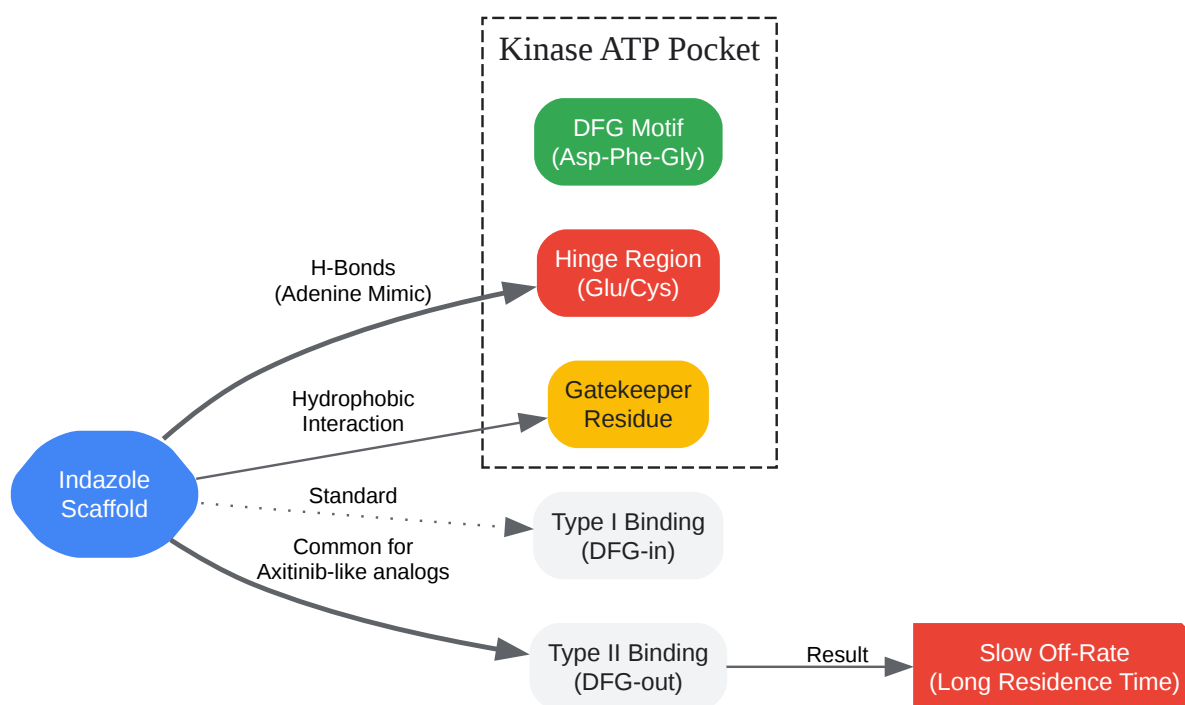 Kinase ATP Pocket
DFG Motif
(Asp-Phe-Gly)
H-Bonds
(Adenine Mimic)
Hinge Region
(Glu/Cys)
Hydrophobic
Interaction
Gatekeeper
Residue
Indazole
Scaffold
Standard
Type I Binding
(DFG-in)
Common for
Axitinib-like analogs
Type II Binding
(DFG-out)
Result
Slow Off-Rate
(Long Residence Time)